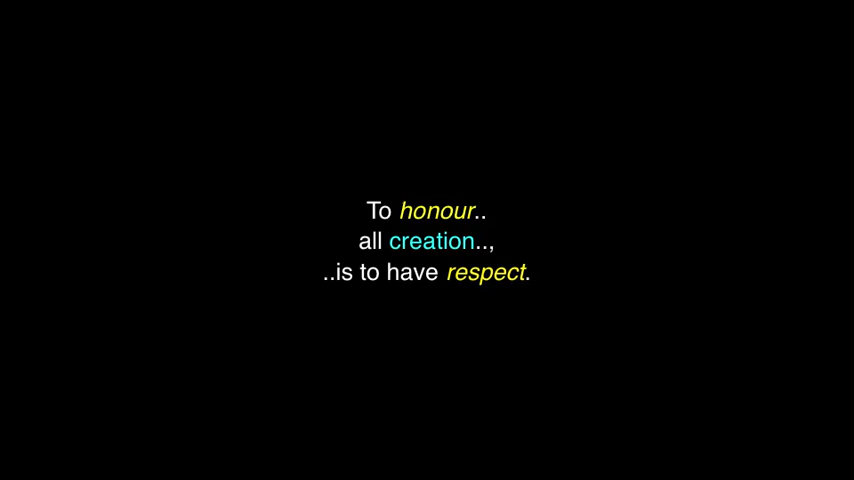 To honour..
all creation..,
..is to have respect.